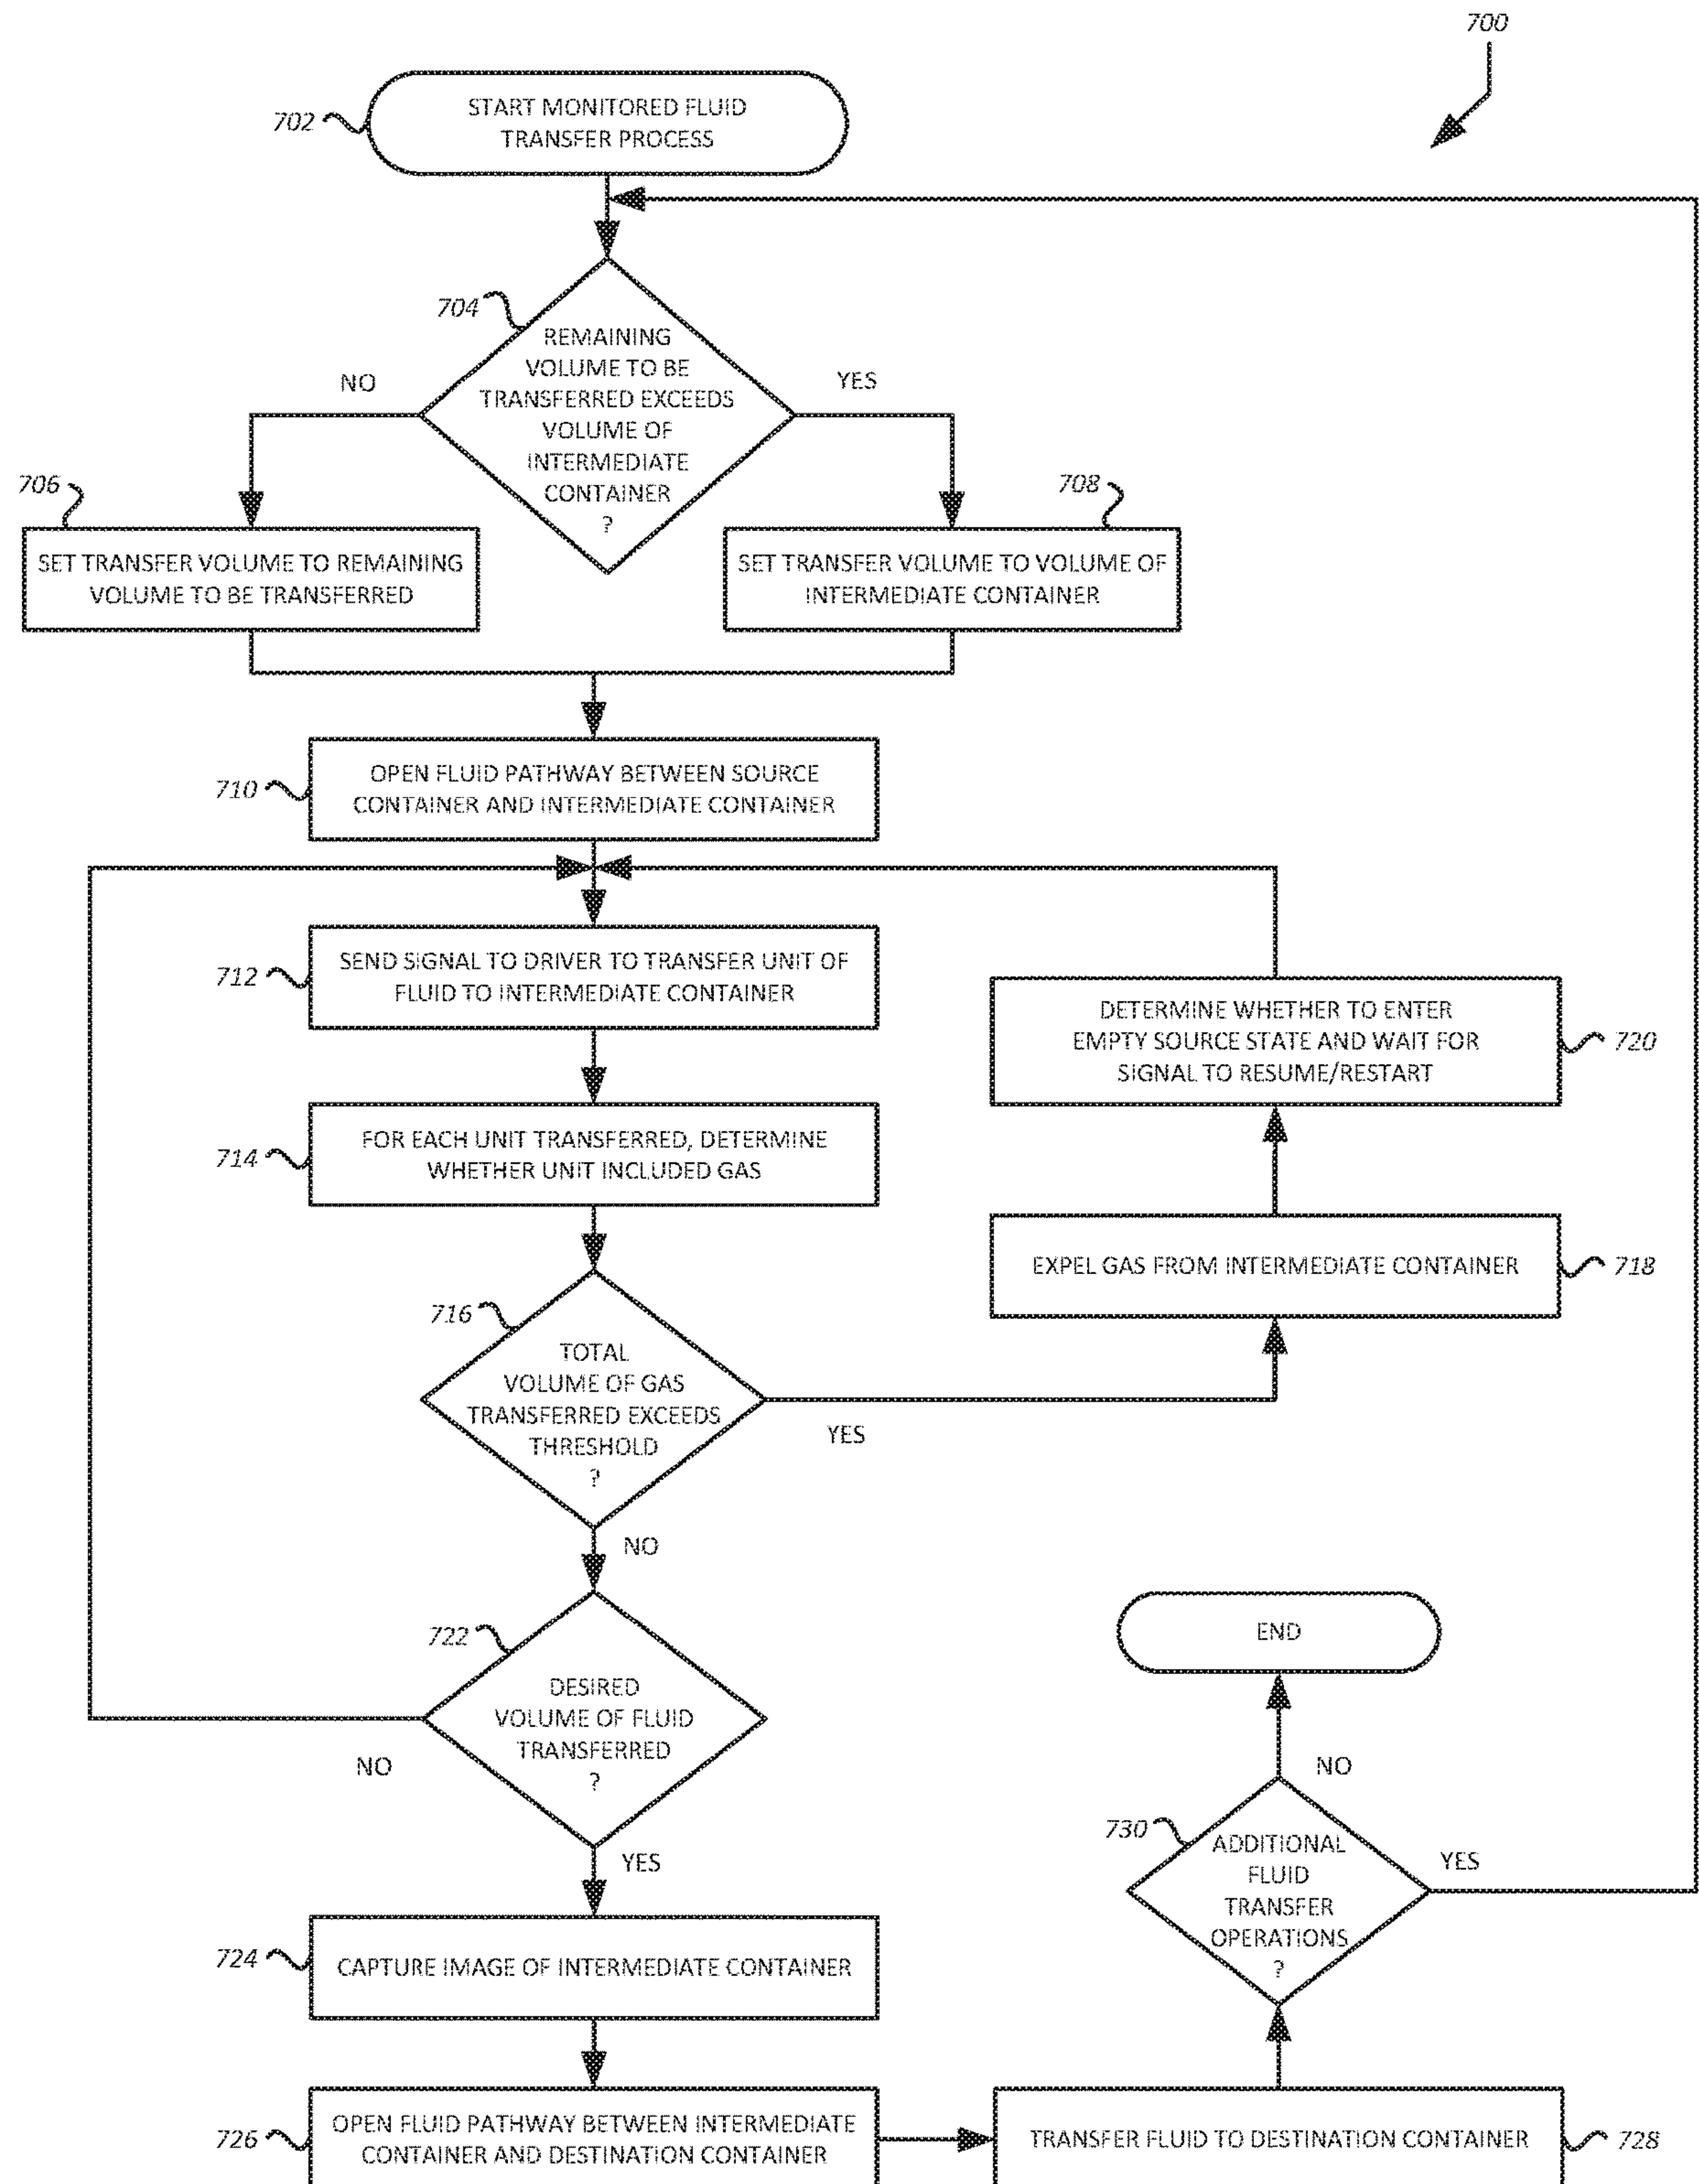 700
702
START MONITORED FLUID
TRANSFER PROCESS
704
REMAINING
VOLUME TO BE
TRANSFERRED EXCEEDS
VOLUME OF
INTERMEDIATE
CONTAINER
?
NO
YES
706
SET TRANSFER VOLUME TO REMAINING
VOLUME TO BE TRANSFERRED
708
SET TRANSFER VOLUME TO VOLUME OF
INTERMEDIATE CONTAINER
710
OPEN FLUID PATHWAY BETWEEN SOURCE
CONTAINER AND INTERMEDIATE CONTAINER
712
SEND SIGNAL TO DRIVER TO TRANSFER UNIT OF
FLUID TO INTERMEDIATE CONTAINER
714
FOR EACH UNIT TRANSFERRED, DETERMINE
WHETHER UNIT INCLUDED GAS
716
TOTAL
VOLUME OF GAS
TRANSFERRED EXCEEDS
THRESHOLD
?
YES
NO
718
EXPEL GAS FROM INTERMEDIATE CONTAINER
720
DETERMINE WHETHER TO ENTER
EMPTY SOURCE STATE AND WAIT FOR
SIGNAL TO RESUME/RESTART
722
DESIRED
VOLUME OF FLUID
TRANSFERRED
?
NO
YES
724
CAPTURE IMAGE OF INTERMEDIATE CONTAINER
726
OPEN FLUID PATHWAY BETWEEN INTERMEDIATE
CONTAINER AND DESTINATION CONTAINER
728
TRANSFER FLUID TO DESTINATION CONTAINER
730
ADDITIONAL
FLUID
TRANSFER
OPERATIONS
?
YES
NO
END